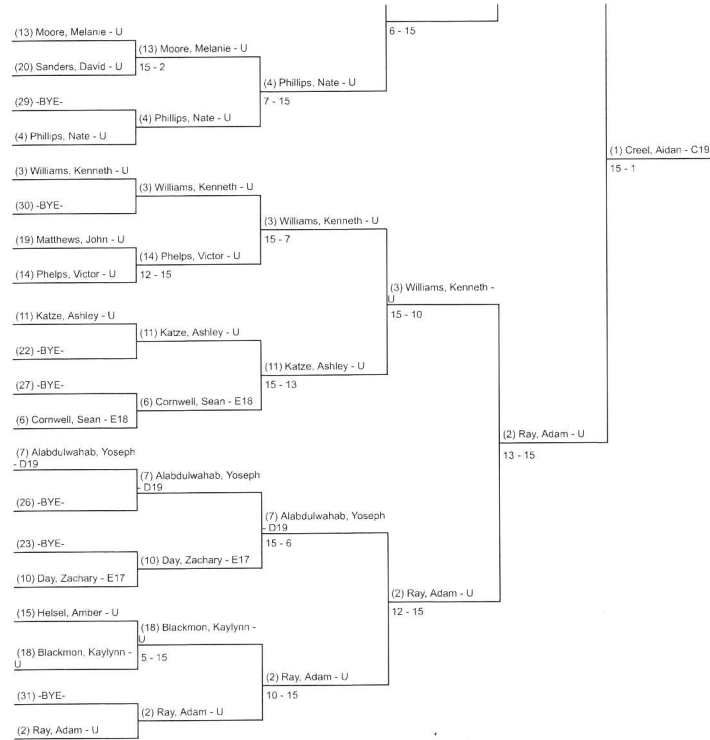 6 - 15
(13) Moore, Melanie - U
(20) Sanders, David - U
(29) -BYE-
(4) Phillips, Nate - U
(3) Williams, Kenneth - U
(30) -BYE-
(19) Matthews, John - U
(14) Phelps, Victor - U
(11) Katze, Ashley - U
(22) -BYE-
(27) -BYE-
(6) Cornwell, Sean - E18
(7) Alabdulwahab, Yoseph
- D19
(26) -BYE-
(23) -BYE-
(10) Day, Zachary - E17
(15) Helsel, Amber - U
(18) Blackmon, Kaylynn -
U
(31) -BYE-
(2) Ray, Adam - U
(13) Moore, Melanie - U
15 - 2
(4) Phillips, Nate - U
(3) Williams, Kenneth - U
(14) Phelps, Victor - U
12 - 15
(11) Katze, Ashley - U
(6) Cornwell, Sean - E18
(7) Alabdulwahab, Yoseph
- D19
(10) Day, Zachary - E17
(18) Blackmon, Kaylynn -
U
5 - 15
(2) Ray, Adam - U
(4) Phillips, Nate - U
7 - 15
(3) Williams, Kenneth - U
15 - 7
(11) Katze, Ashley - U
15 - 13
(7) Alabdulwahab, Yoseph
- D19
15 - 6
(2) Ray, Adam - U
10 - 15
(3) Williams, Kenneth -
U
15 - 10
(2) Ray, Adam - U
12 - 15
(2) Ray, Adam - U
13 - 15
(1) Creel, Aidan - C19
15 - 1